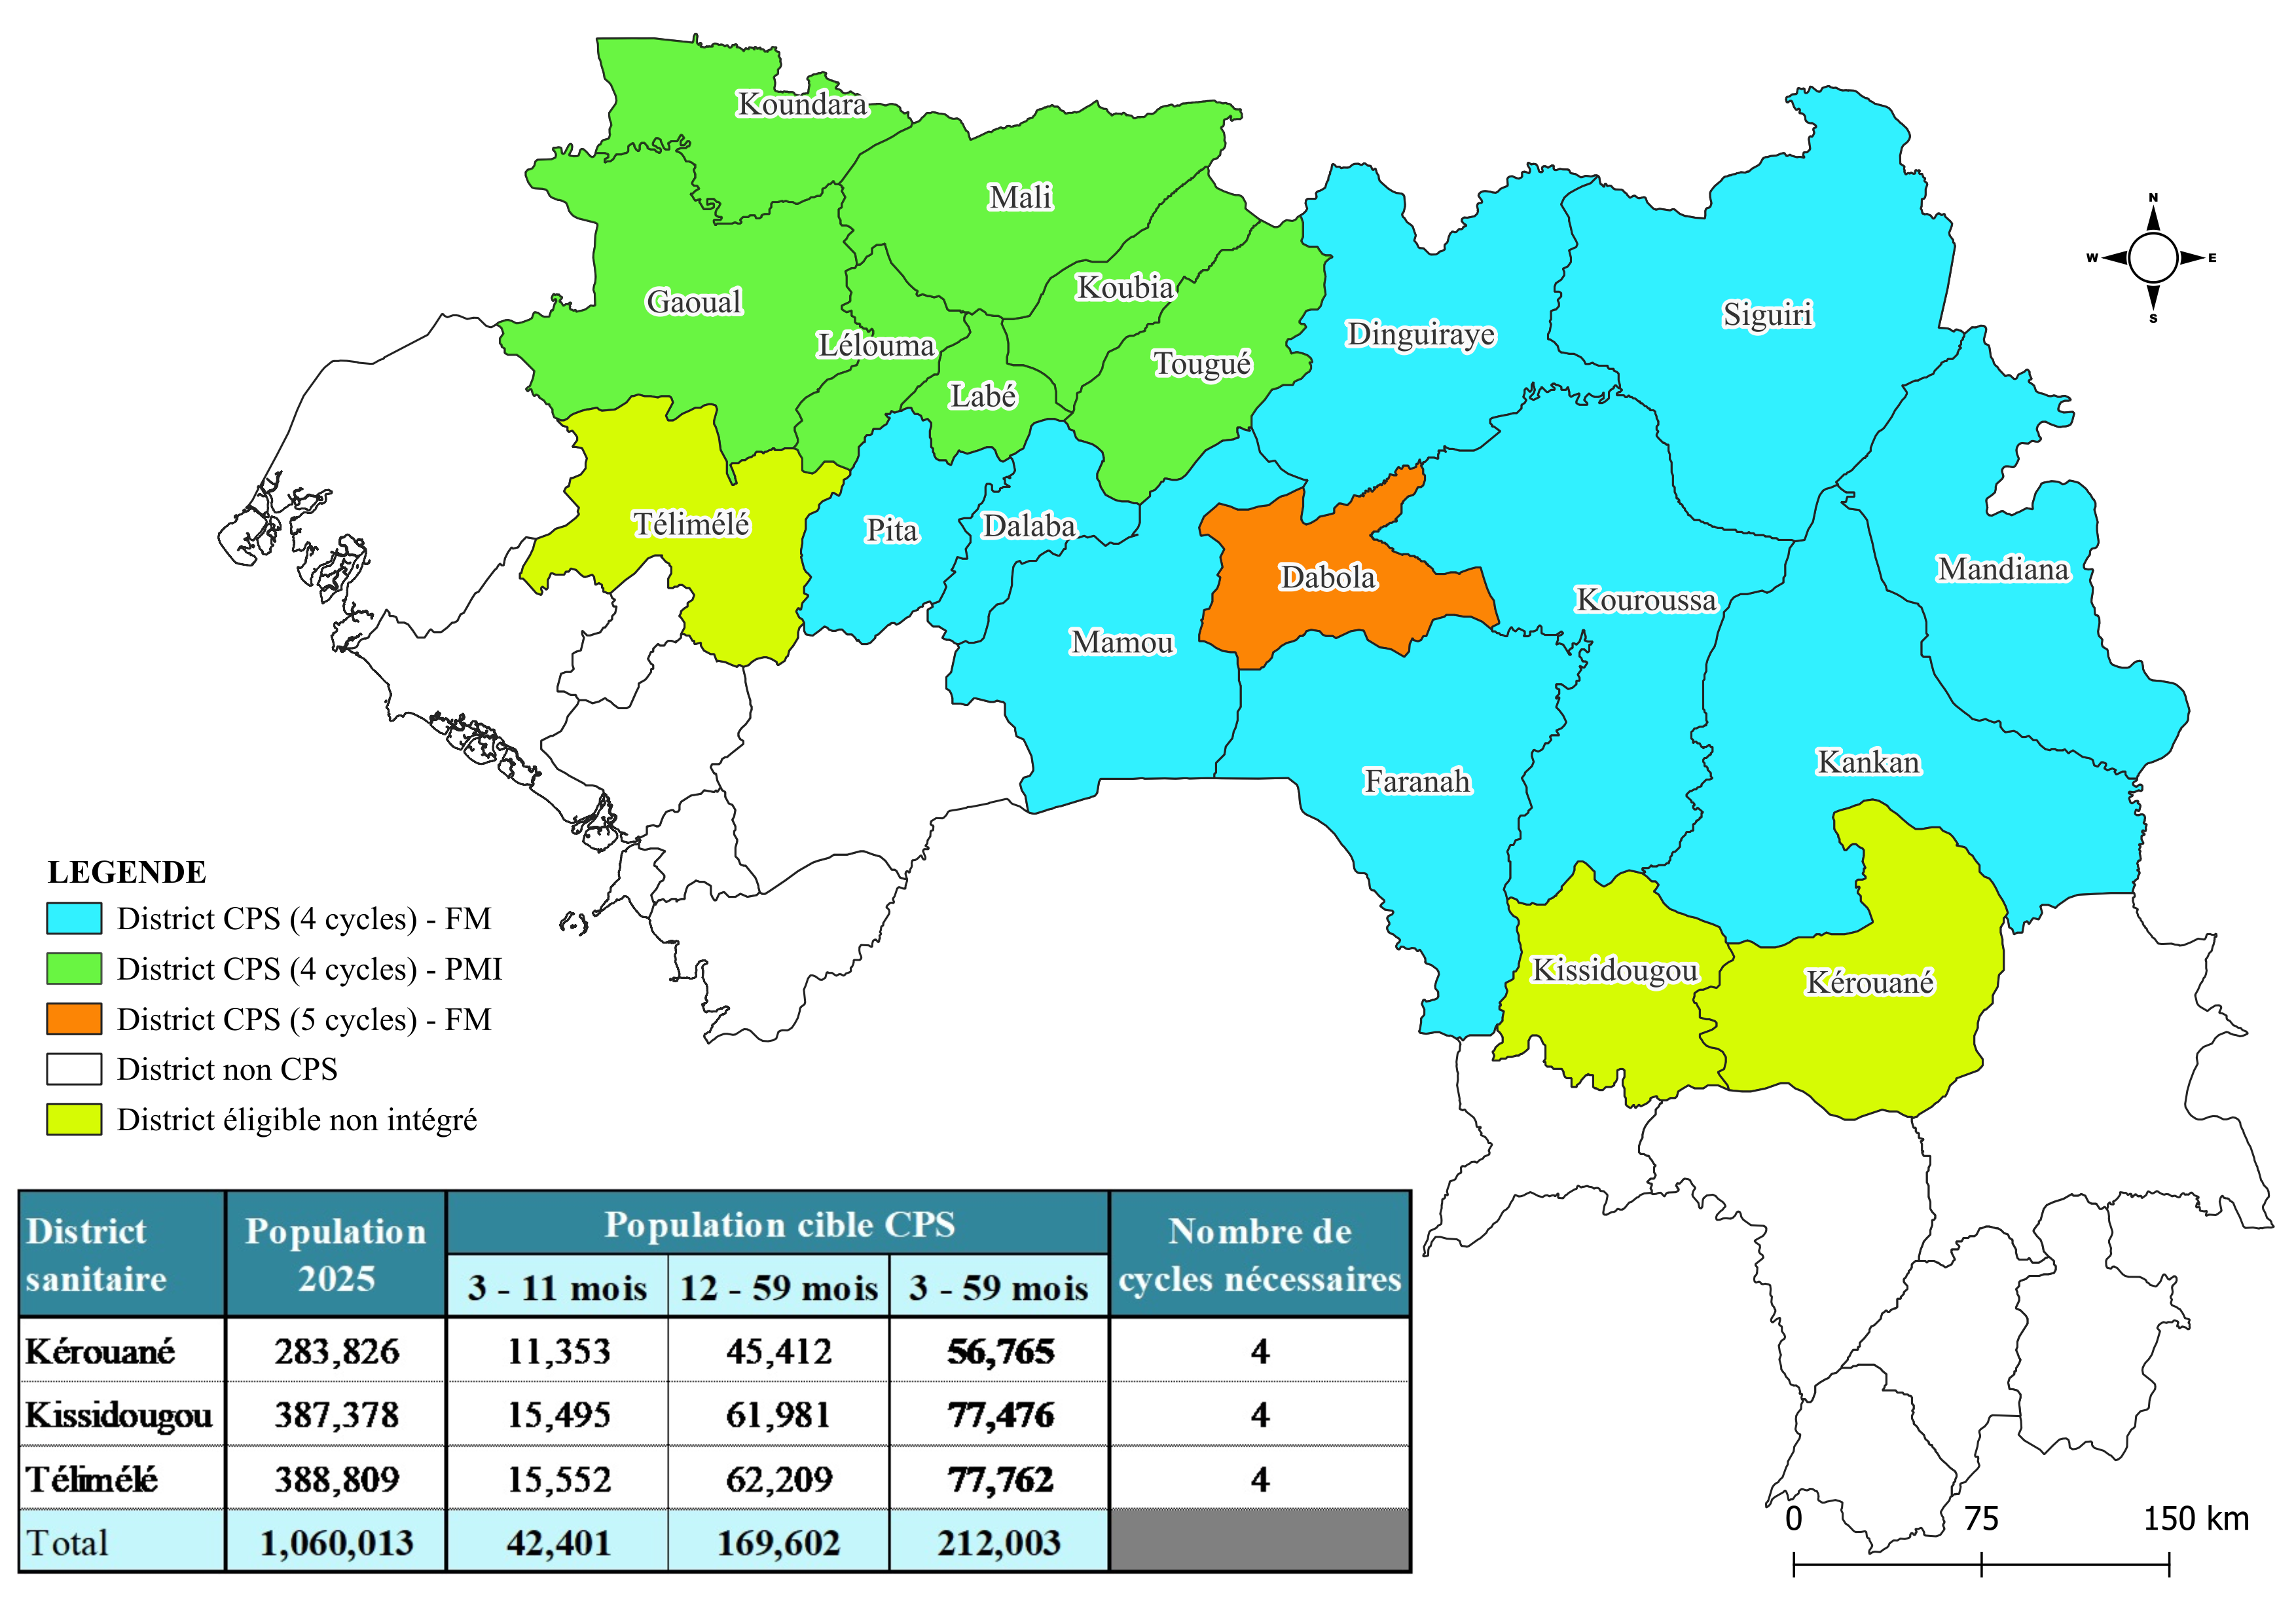 Koundara
Mali
Koubia
Gaoual
Siguiri
Dinguiraye
Lélouma
Tougué
Labé
Télimélé
Pita
Dalaba
Mandiana
Dabola
Kouroussa
Mamou
Kankan
Faranah
Kissidougou
Kérouané
N
W E
S
LEGENDE
District CPS (4 cycles) - FM
District CPS (4 cycles) - PMI
District CPS (5 cycles) - FM
District non CPS
District éligible non intégré
District sanitaire Population 2025 Population cible CPS Nombre de cycles nécessaires
3 - 11 mois 12 - 59 mois 3 - 59 mois
Kérouané 283,826 11,353 45,412 56,765 4
Kissidougou 387,378 15,495 61,981 77,476 4
Télimélé 388,809 15,552 62,209 77,762 4
Total 1,060,013 42,401 169,602 212,003
0 75 150 km